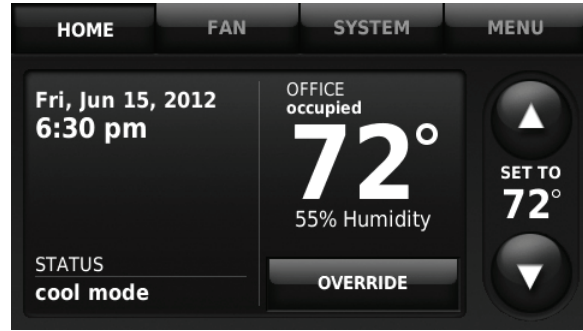 HOME FAN SYSTEM MENU
Fri, Jun 15, 2012
6:30 pm
STATUS
cool mode
OFFICE
occupied
72°
55% Humidity
OVERRIDE
SET TO
72°